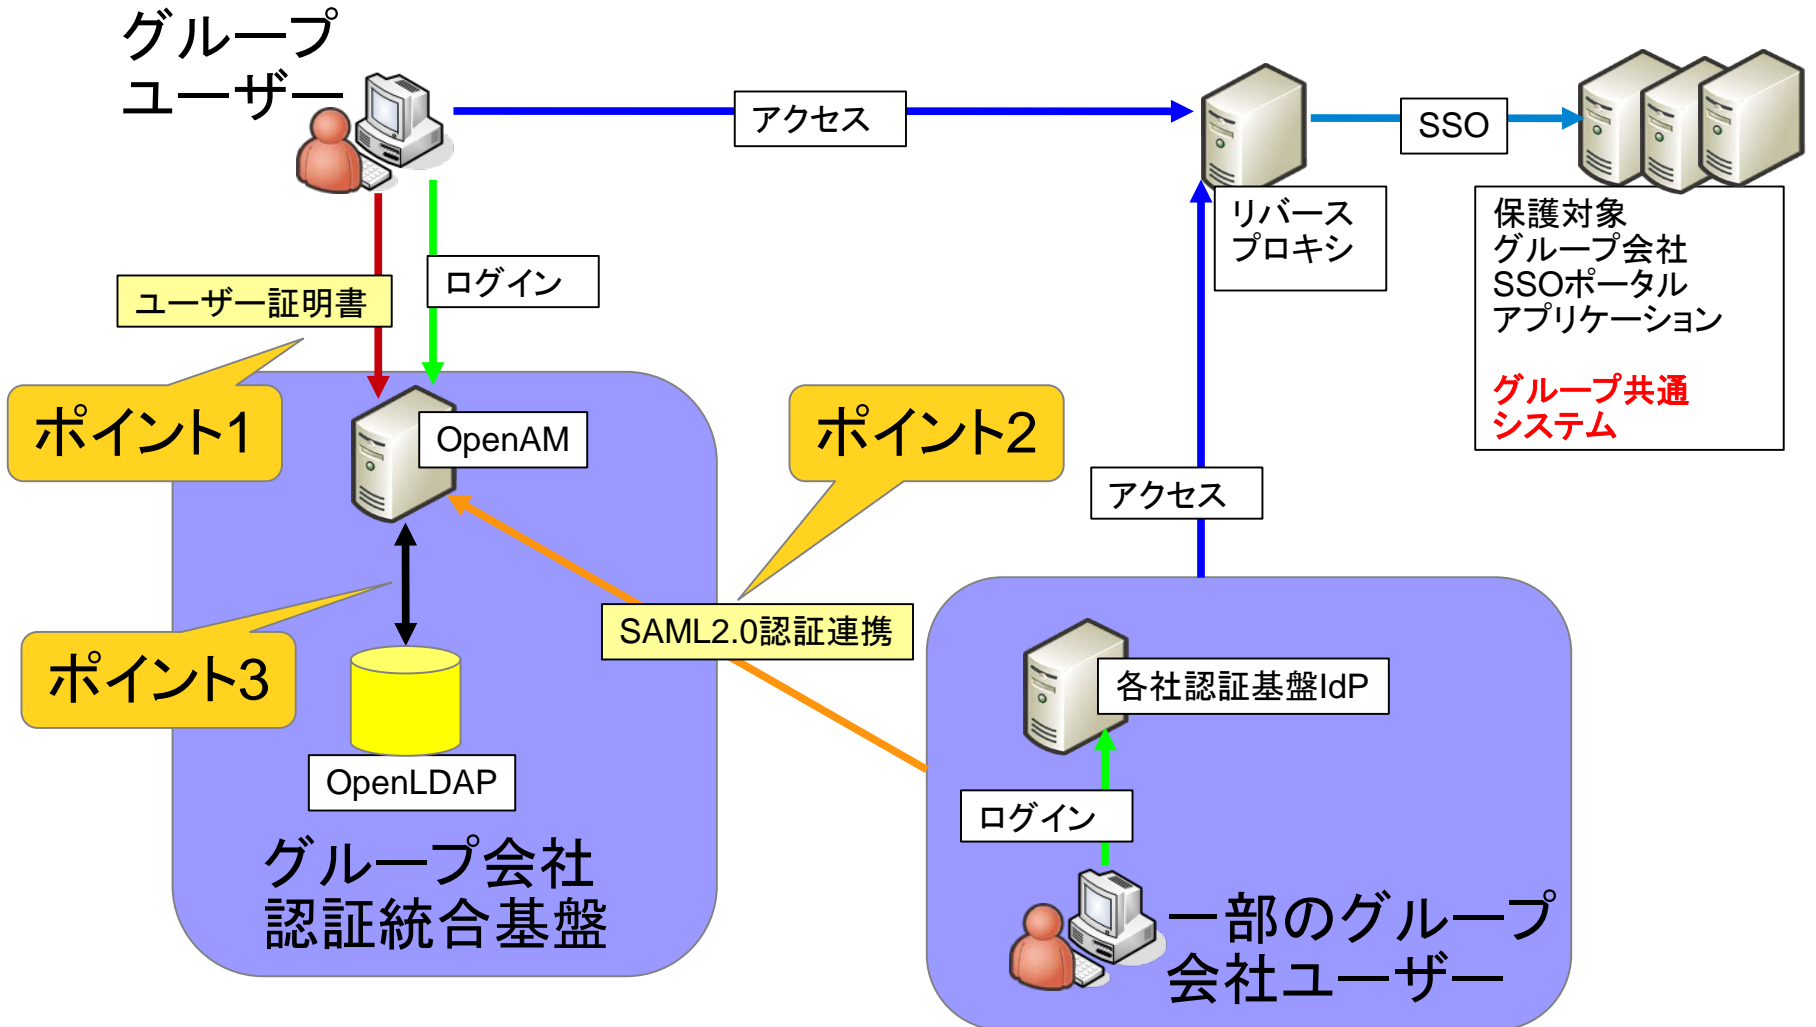 グループ
ユーザー
アクセス
SSO
リバース
プロキシ
保護対象
グループ会社
SSOポータル
アプリケーション
グループ共通
システム
ユーザー証明書
ログイン
ポイント1
OpenAM
ポイント2
アクセス
SAML2.0認証連携
ポイント3
各社認証基盤IdP
OpenLDAP
ログイン
グループ会社
認証統合基盤
一部のグループ
会社ユーザー